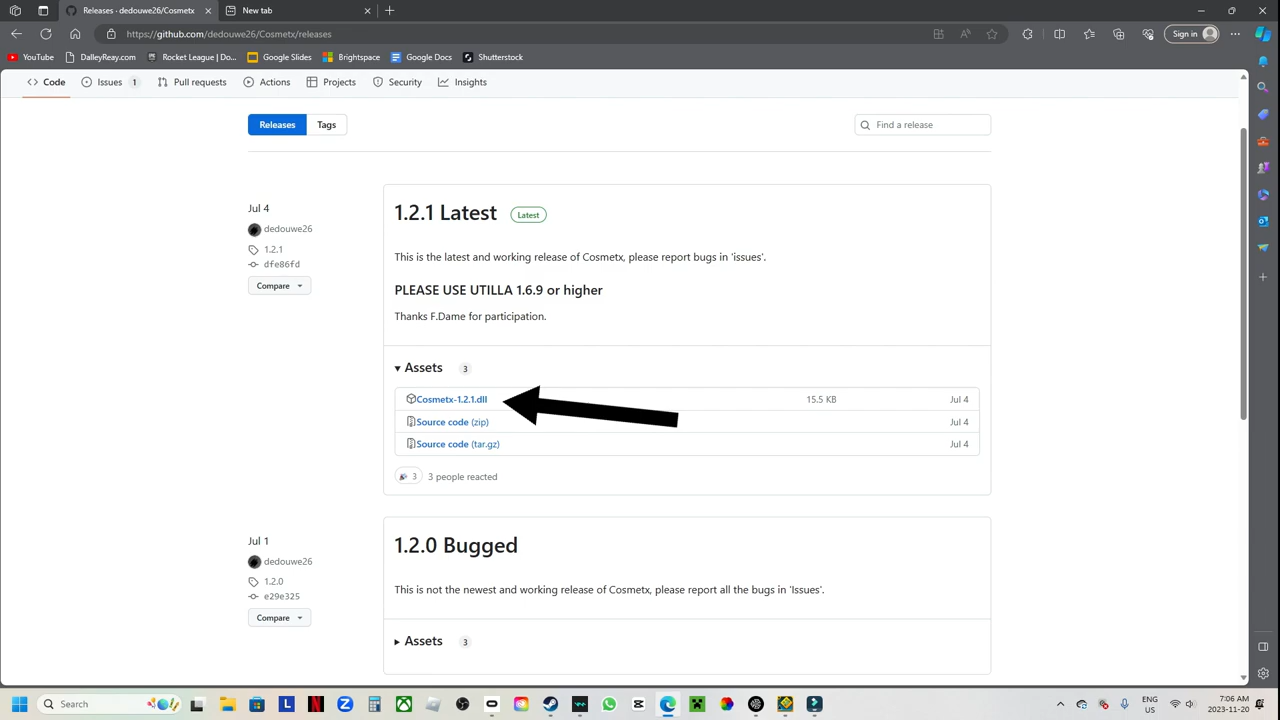 Releases · dedouwe26/Cosmetx
New tab
https://github.com/dedouwe26/Cosmetx/releases
Sign in
YouTube
DalleyReay.com
Rocket League | Do...
Google Slides
Brightspace
Google Docs
Shutterstock
Code
Issues 1
Pull requests
Actions
Projects
Security
Insights
Releases
Tags
Find a release
Jul 4
dedouwe26
1.2.1
dfe86fd
Compare
1.2.1 Latest
Latest
This is the latest and working release of Cosmetx, please report bugs in 'issues'.
PLEASE USE UTILLA 1.6.9 or higher
Thanks F.Dame for participation.
Assets 3
Cosmetx-1.2.1.dll 15.5 KB Jul 4
Source code (zip) Jul 4
Source code (tar.gz) Jul 4
3
3 people reacted
Jul 1
dedouwe26
1.2.0
e29e325
Compare
1.2.0 Bugged
This is not the newest and working release of Cosmetx, please report all the bugs in 'Issues'.
Assets 3
Search
ENG
US
7:06 AM
2023-11-20